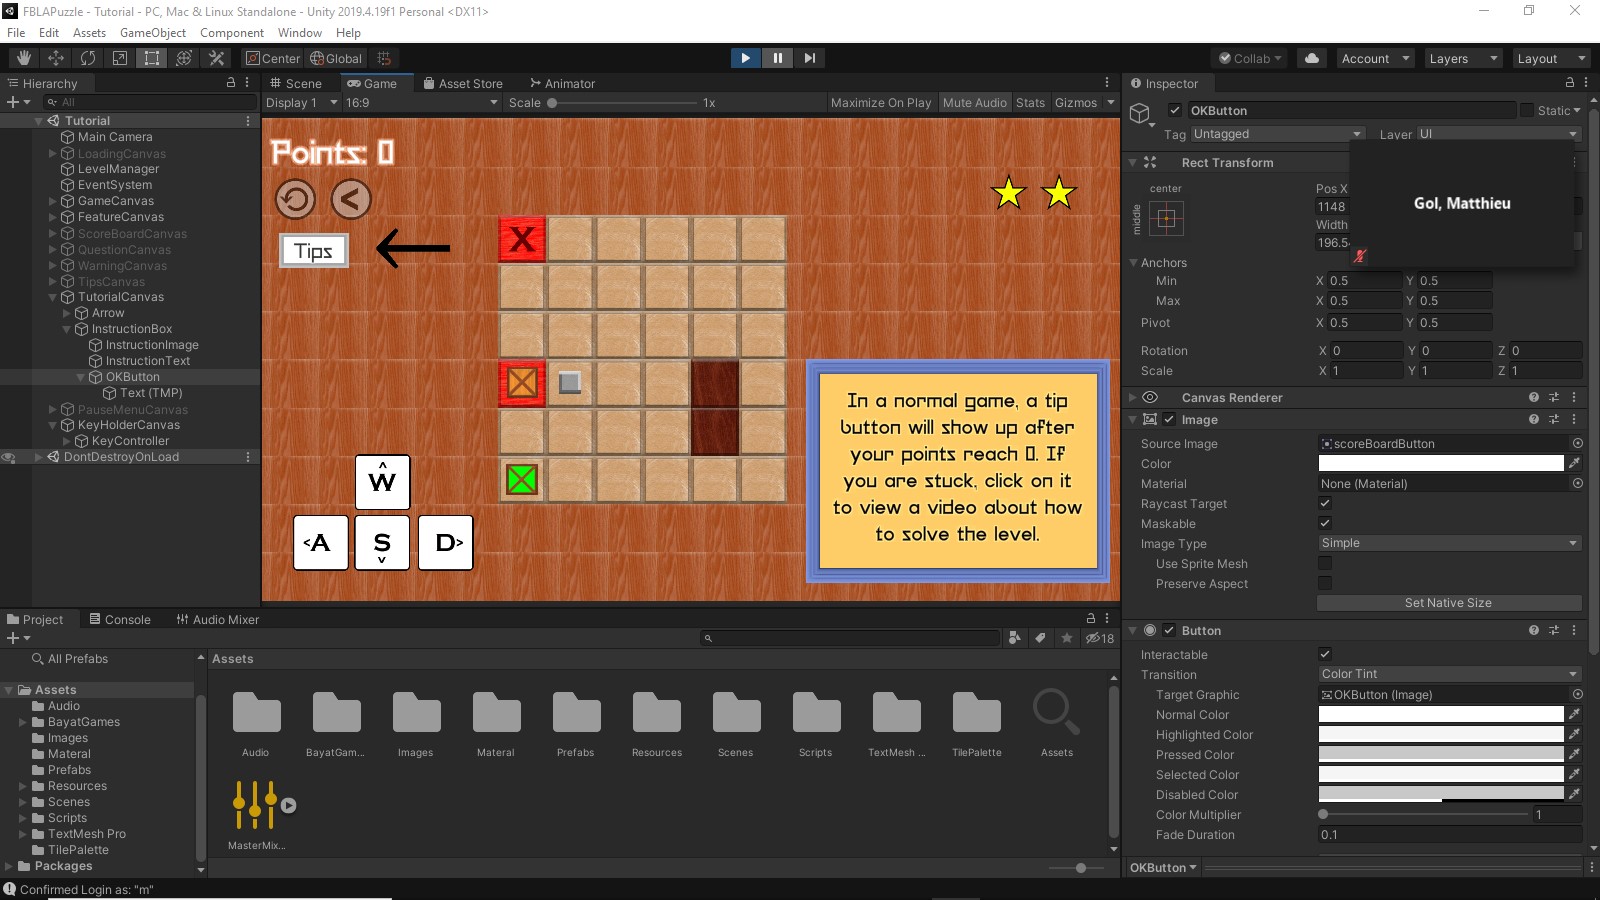 FBLAPuzzle - Tutorial - PC, Mac & Linux Standalone - Unity 2019.4.19f1 Personal <DX11>
File Edit Assets GameObject Component Window Help
Center Global Collab Account Layers Layout
Hierarchy
All
Tutorial
Main Camera
LoadingCanvas
LevelManager
EventSystem
GameCanvas
FeatureCanvas
ScoreBoardCanvas
QuestionCanvas
WarningCanvas
TipsCanvas
TutorialCanvas
Arrow
InstructionBox
InstructionImage
InstructionText
OKButton
Text (TMP)
PauseMenuCanvas
KeyHolderCanvas
KeyController
DontDestroyOnLoad
Scene Game Asset Store Animator
Display 1 16:9 Scale 1x Maximize On Play Mute Audio Stats Gizmos
Points: 0
<
Tips
X
In a normal game, a tip
button will show up after
your points reach 0. If
you are stuck, click on it
to view a video about how
to solve the level.
^
W
<A S D>
v
Inspector
OKButton Static
Tag Untagged Layer UI
Rect Transform
center
middle
Pos X
1148
Width
196.5
Gol, Matthieu
Anchors
Min X 0.5 Y 0.5
Max X 0.5 Y 0.5
Pivot X 0.5 Y 0.5
Rotation X 0 Y 0 Z 0
Scale X 1 Y 1 Z 1
Canvas Renderer
Image
Source Image scoreBoardButton
Color
Material None (Material)
Raycast Target
Maskable
Image Type Simple
Use Sprite Mesh
Preserve Aspect
Set Native Size
Button
Interactable
Transition Color Tint
Target Graphic OKButton (Image)
Normal Color
Highlighted Color
Pressed Color
Selected Color
Disabled Color
Color Multiplier 1
Fade Duration 0.1
OKButton
Project Console Audio Mixer
18
All Prefabs
Assets
Audio
BayatGames
Images
Materal
Prefabs
Resources
Scenes
Scripts
TextMesh Pro
TilePalette
Packages
Assets
Audio BayatGam... Images Materal Prefabs Resources Scenes Scripts TextMesh ... TilePalette Assets
MasterMix...
Confirmed Login as: "m"